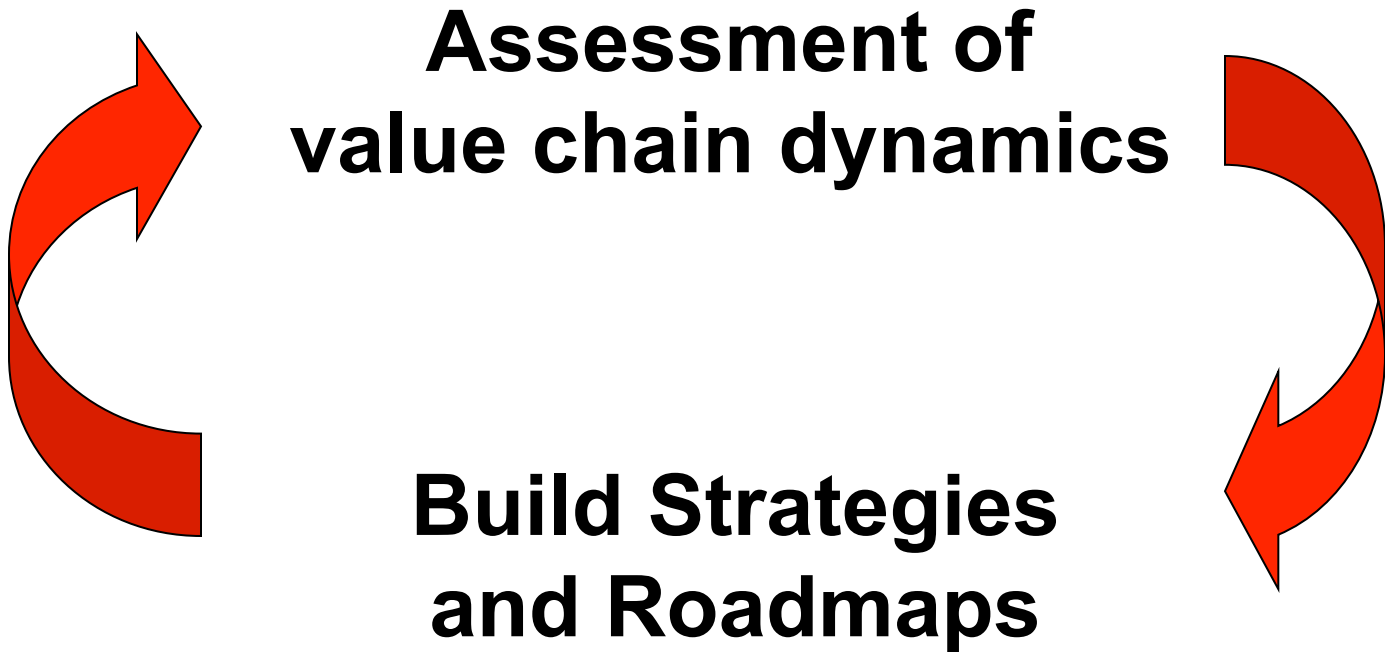 Assessment of
value chain dynamics
Build Strategies
and Roadmaps